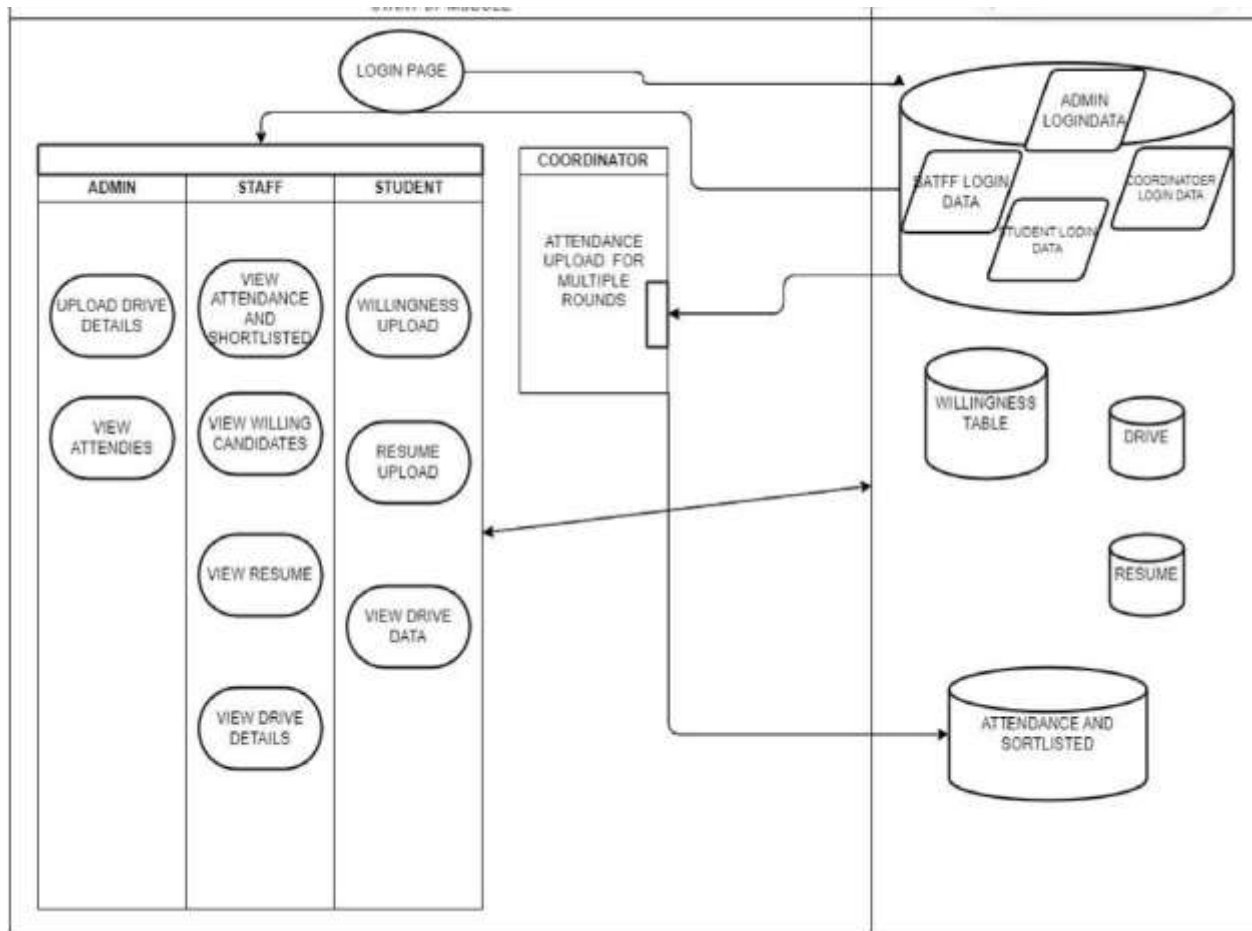 LOGIN PAGE
ADMIN
LOGINDATA
SATFF LOGIN
DATA
COORDINATOER
LOGIN DATA
STUDENT LOGIN
DATA
ADMIN
STAFF
STUDENT
COORDINATOR
UPLOAD DRIVE
DETAILS
VIEW
ATTENDIES
VIEW
ATTENDANCE
AND
SHORTLISTED
VIEW WILLING
CANDIDATES
VIEW RESUME
VIEW DRIVE
DETAILS
WILLINGNESS
UPLOAD
RESUME
UPLOAD
VIEW DRIVE
DATA
ATTENDANCE
UPLOAD FOR
MULTIPLE
ROUNDS
WILLINGNESS
TABLE
DRIVE
RESUME
ATTENDANCE AND
SORTLISTED